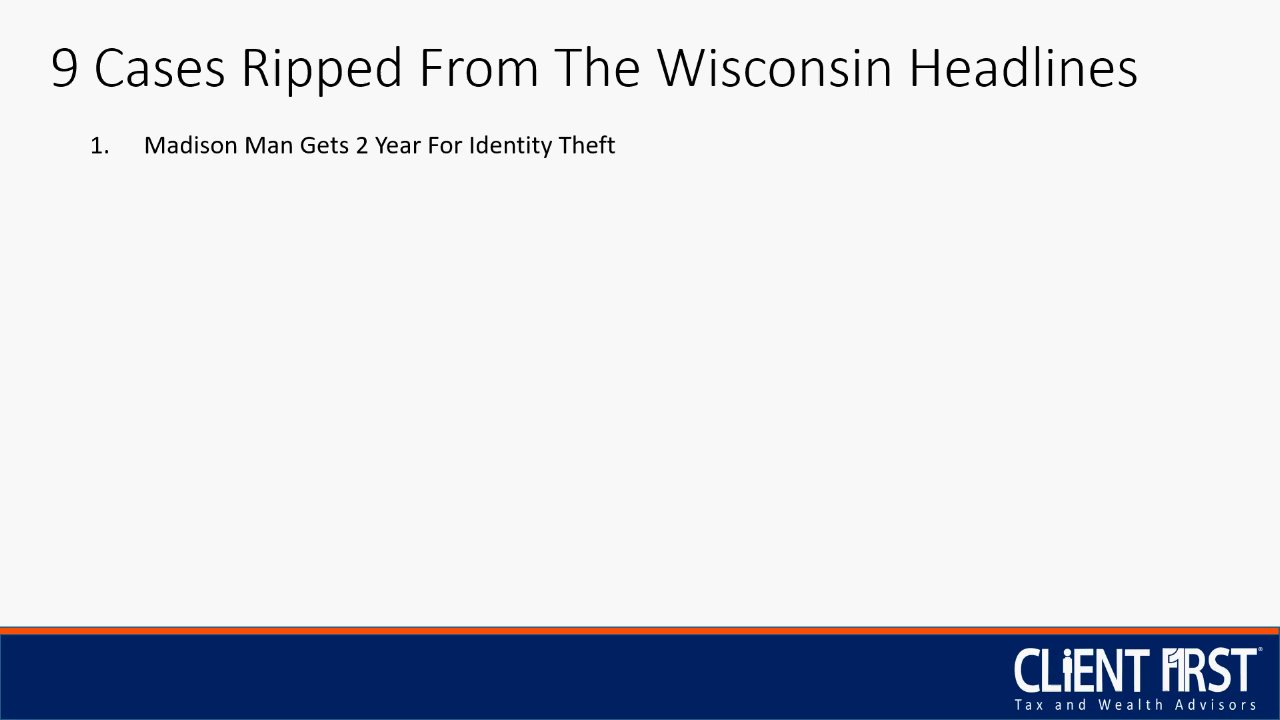 9 Cases Ripped From The Wisconsin Headlines
1. Madison Man Gets 2 Year For Identity Theft
CLiENT F1RST®
Tax and Wealth Advisors